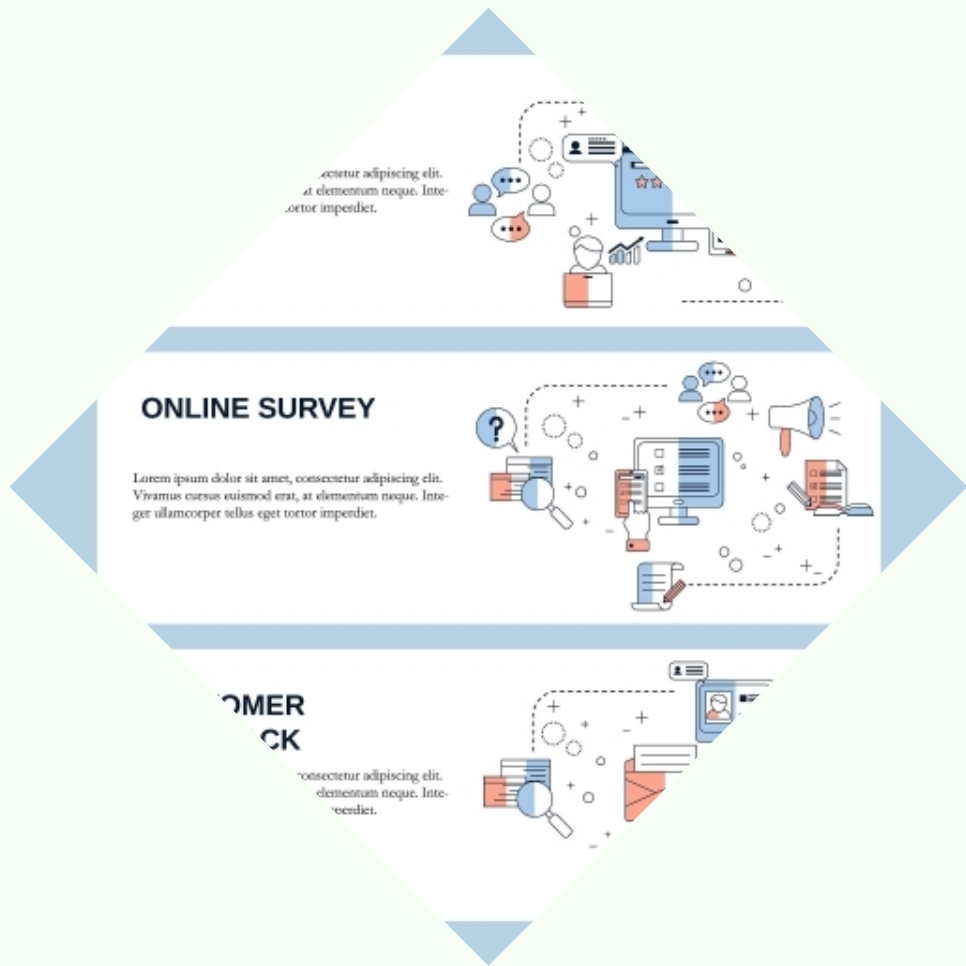 adipiscing elit.
at elementum neque. Inte-
tortor imperdiet.
ONLINE SURVEY
?
Lorem ipsum dolor sit amet, consectetur adipiscing elit.
Vivamus cursus euismod erat, at elementum neque. Inte-
ger ullamcorper tellus eget tortor imperdiet.
OMER
CK
consectetur adipiscing elit.
elementum neque. Inte-